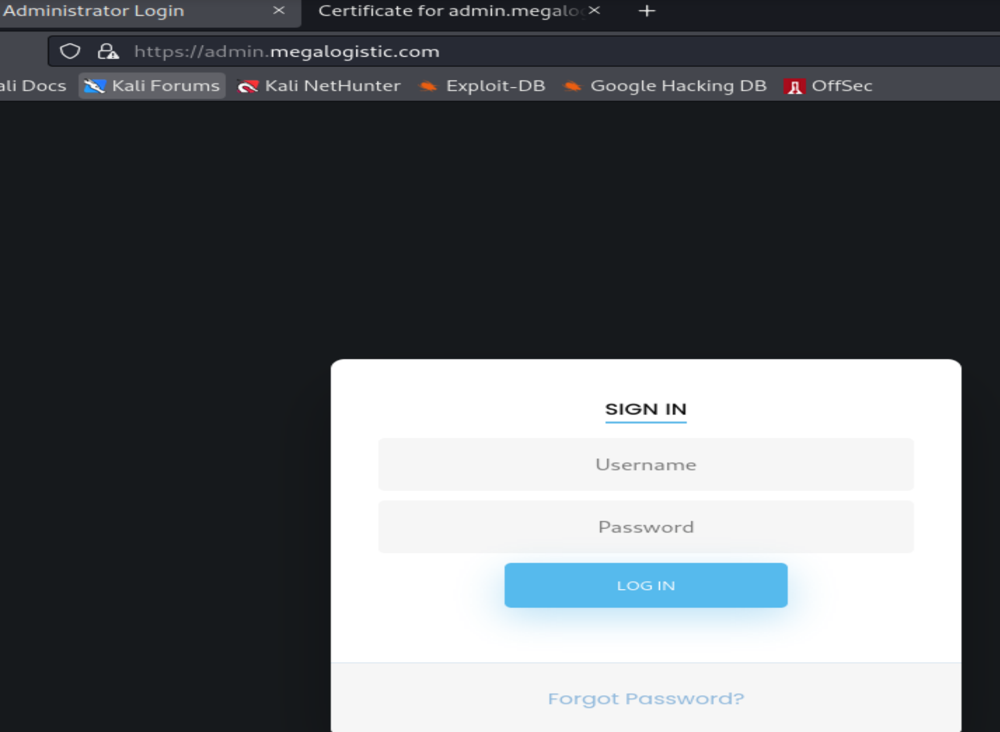 Administrator Login
Certificate for admin.megalo
https://admin.megalogistic.com
ali Docs
Kali Forums
Kali NetHunter
Exploit-DB
Google Hacking DB
OffSec
SIGN IN
Username
Password
LOG IN
Forgot Password?